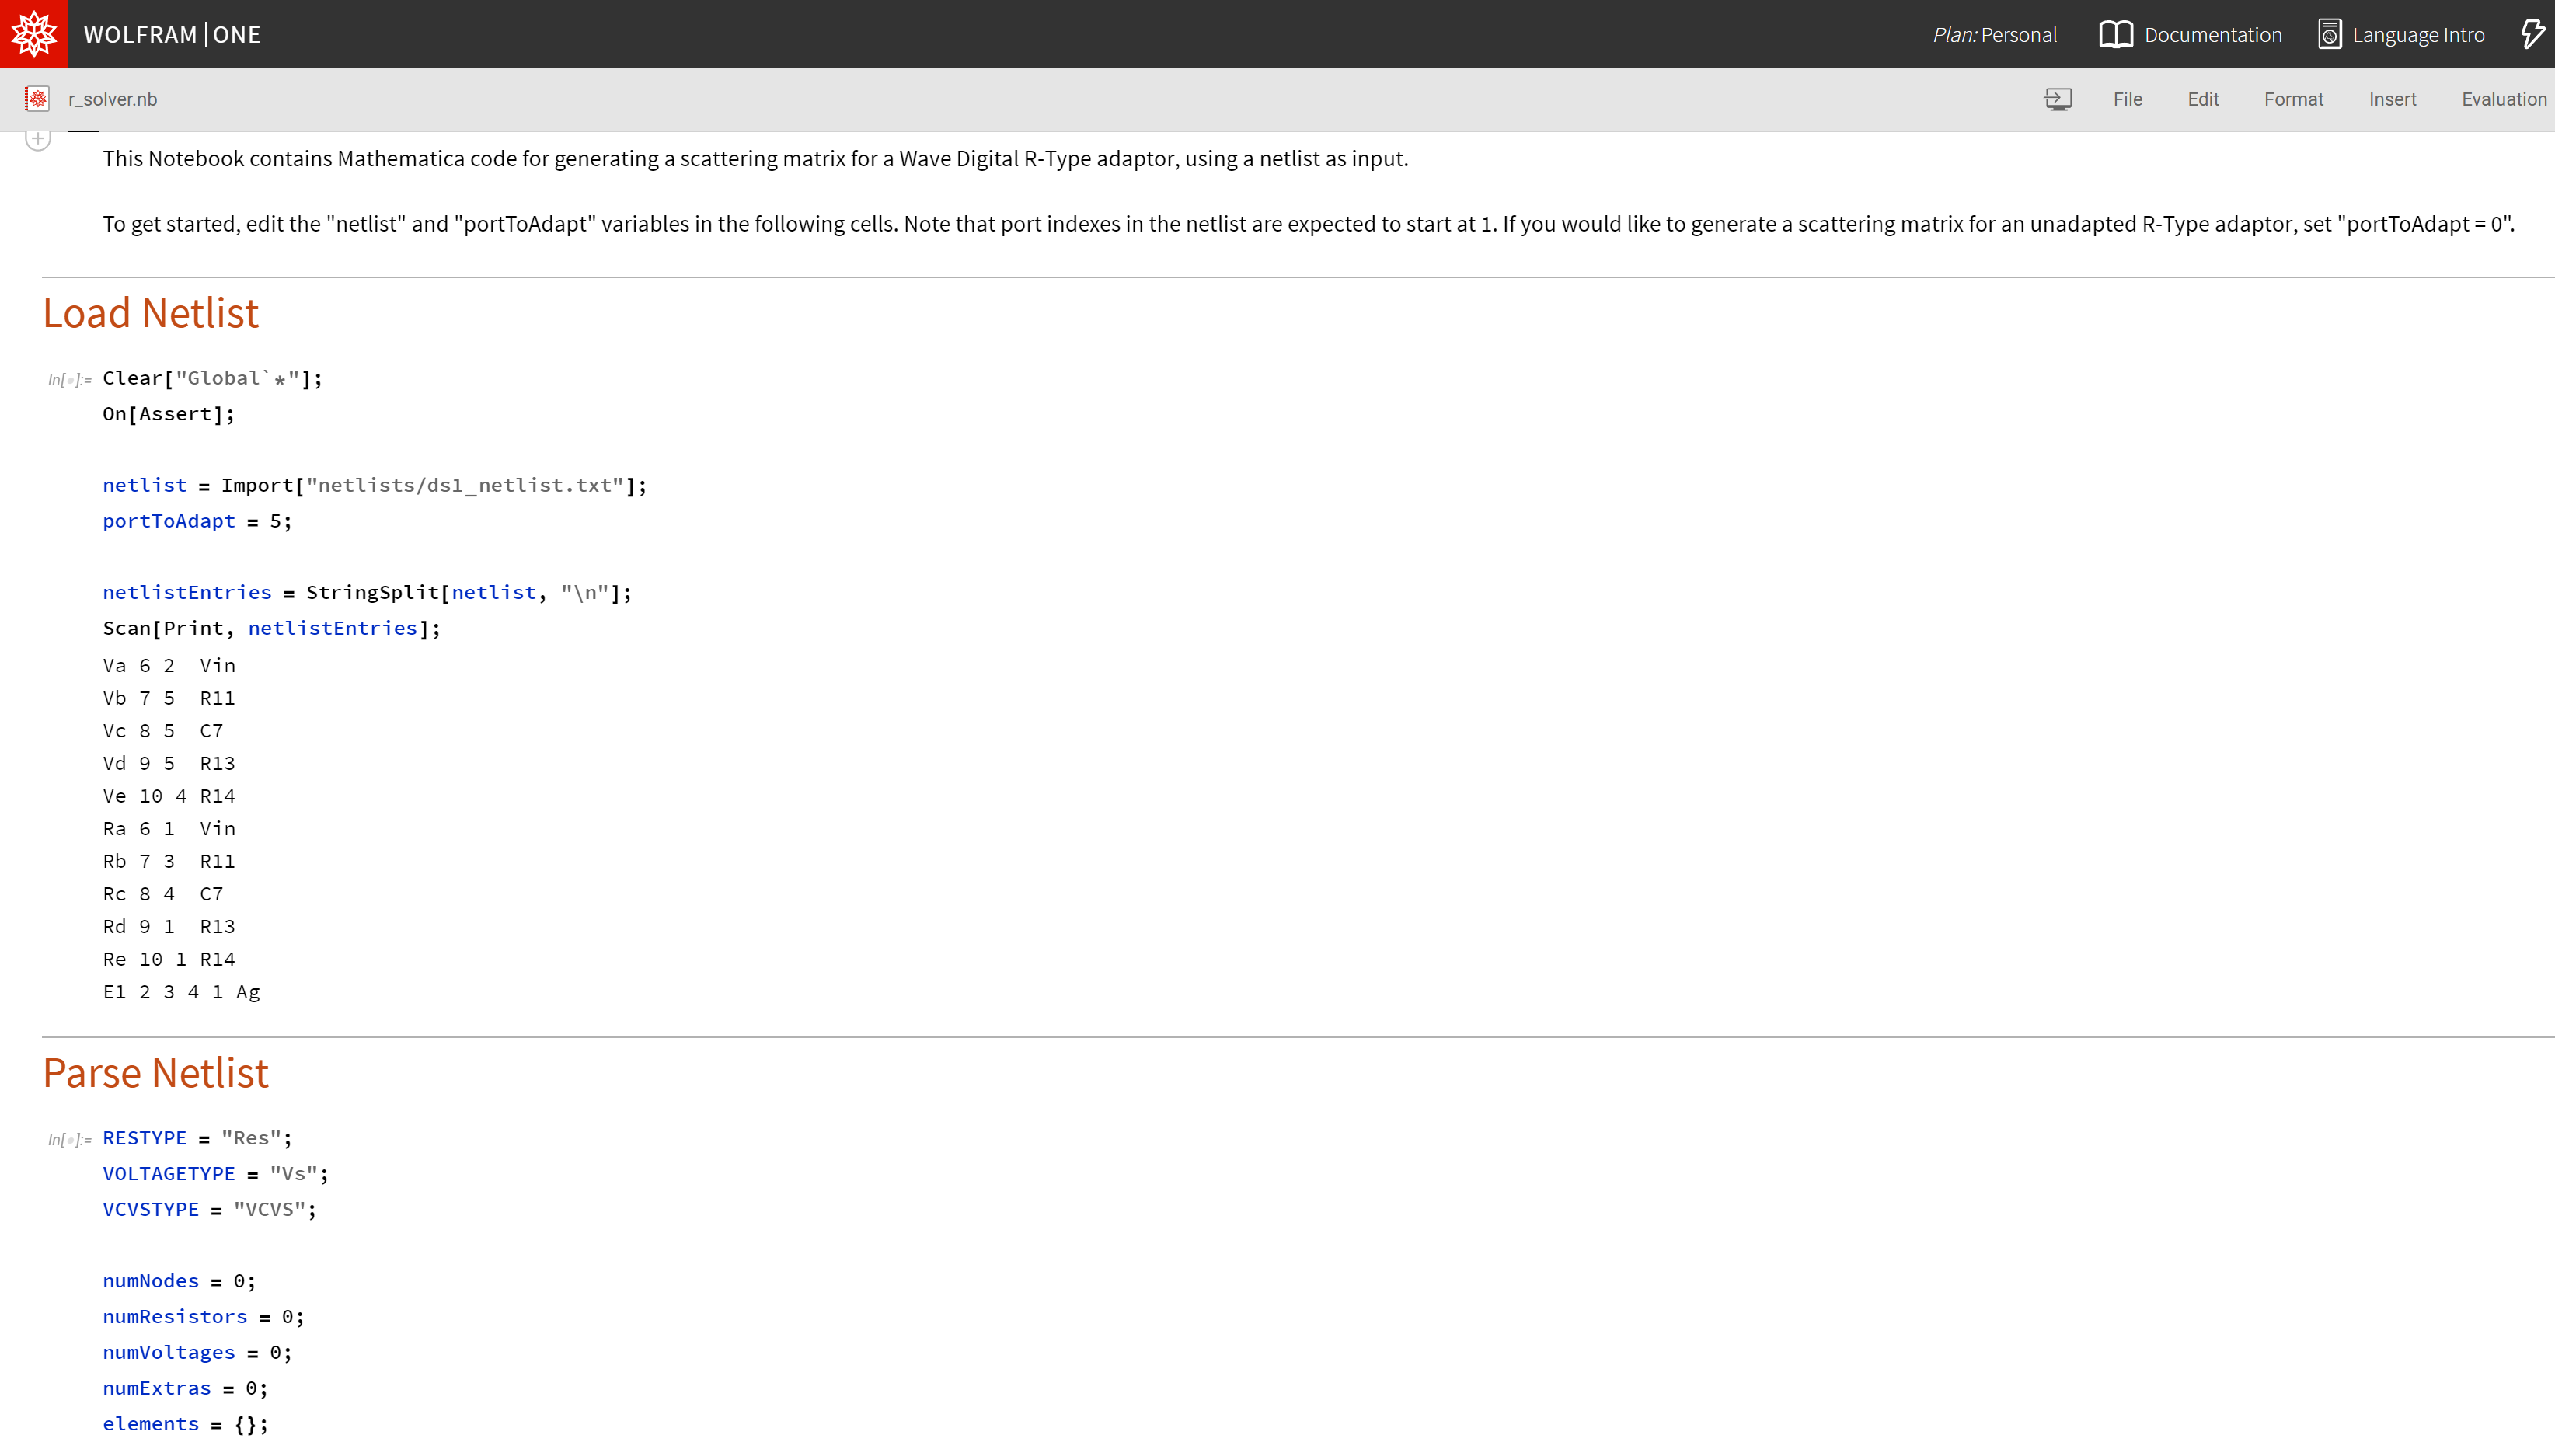 WOLFRAM|ONE
Plan: Personal
Documentation
Language Intro
r_solver.nb
File
Edit
Format
Insert
Evaluation
This Notebook contains Mathematica code for generating a scattering matrix for a Wave Digital R-Type adaptor, using a netlist as input.
To get started, edit the "netlist" and "portToAdapt" variables in the following cells. Note that port indexes in the netlist are expected to start at 1. If you would like to generate a scattering matrix for an unadapted R-Type adaptor, set "portToAdapt = 0".
Load Netlist
In[∘]:= Clear["Global`*"];
On[Assert];
netlist = Import["netlists/ds1_netlist.txt"];
portToAdapt = 5;
netlistEntries = StringSplit[netlist, "\n"];
Scan[Print, netlistEntries];
Va 6 2  Vin
Vb 7 5  R11
Vc 8 5  C7
Vd 9 5  R13
Ve 10 4 R14
Ra 6 1  Vin
Rb 7 3  R11
Rc 8 4  C7
Rd 9 1  R13
Re 10 1 R14
E1 2 3 4 1 Ag
Parse Netlist
In[∘]:= RESTYPE = "Res";
VOLTAGETYPE = "Vs";
VCVSTYPE = "VCVS";
numNodes = 0;
numResistors = 0;
numVoltages = 0;
numExtras = 0;
elements = {};